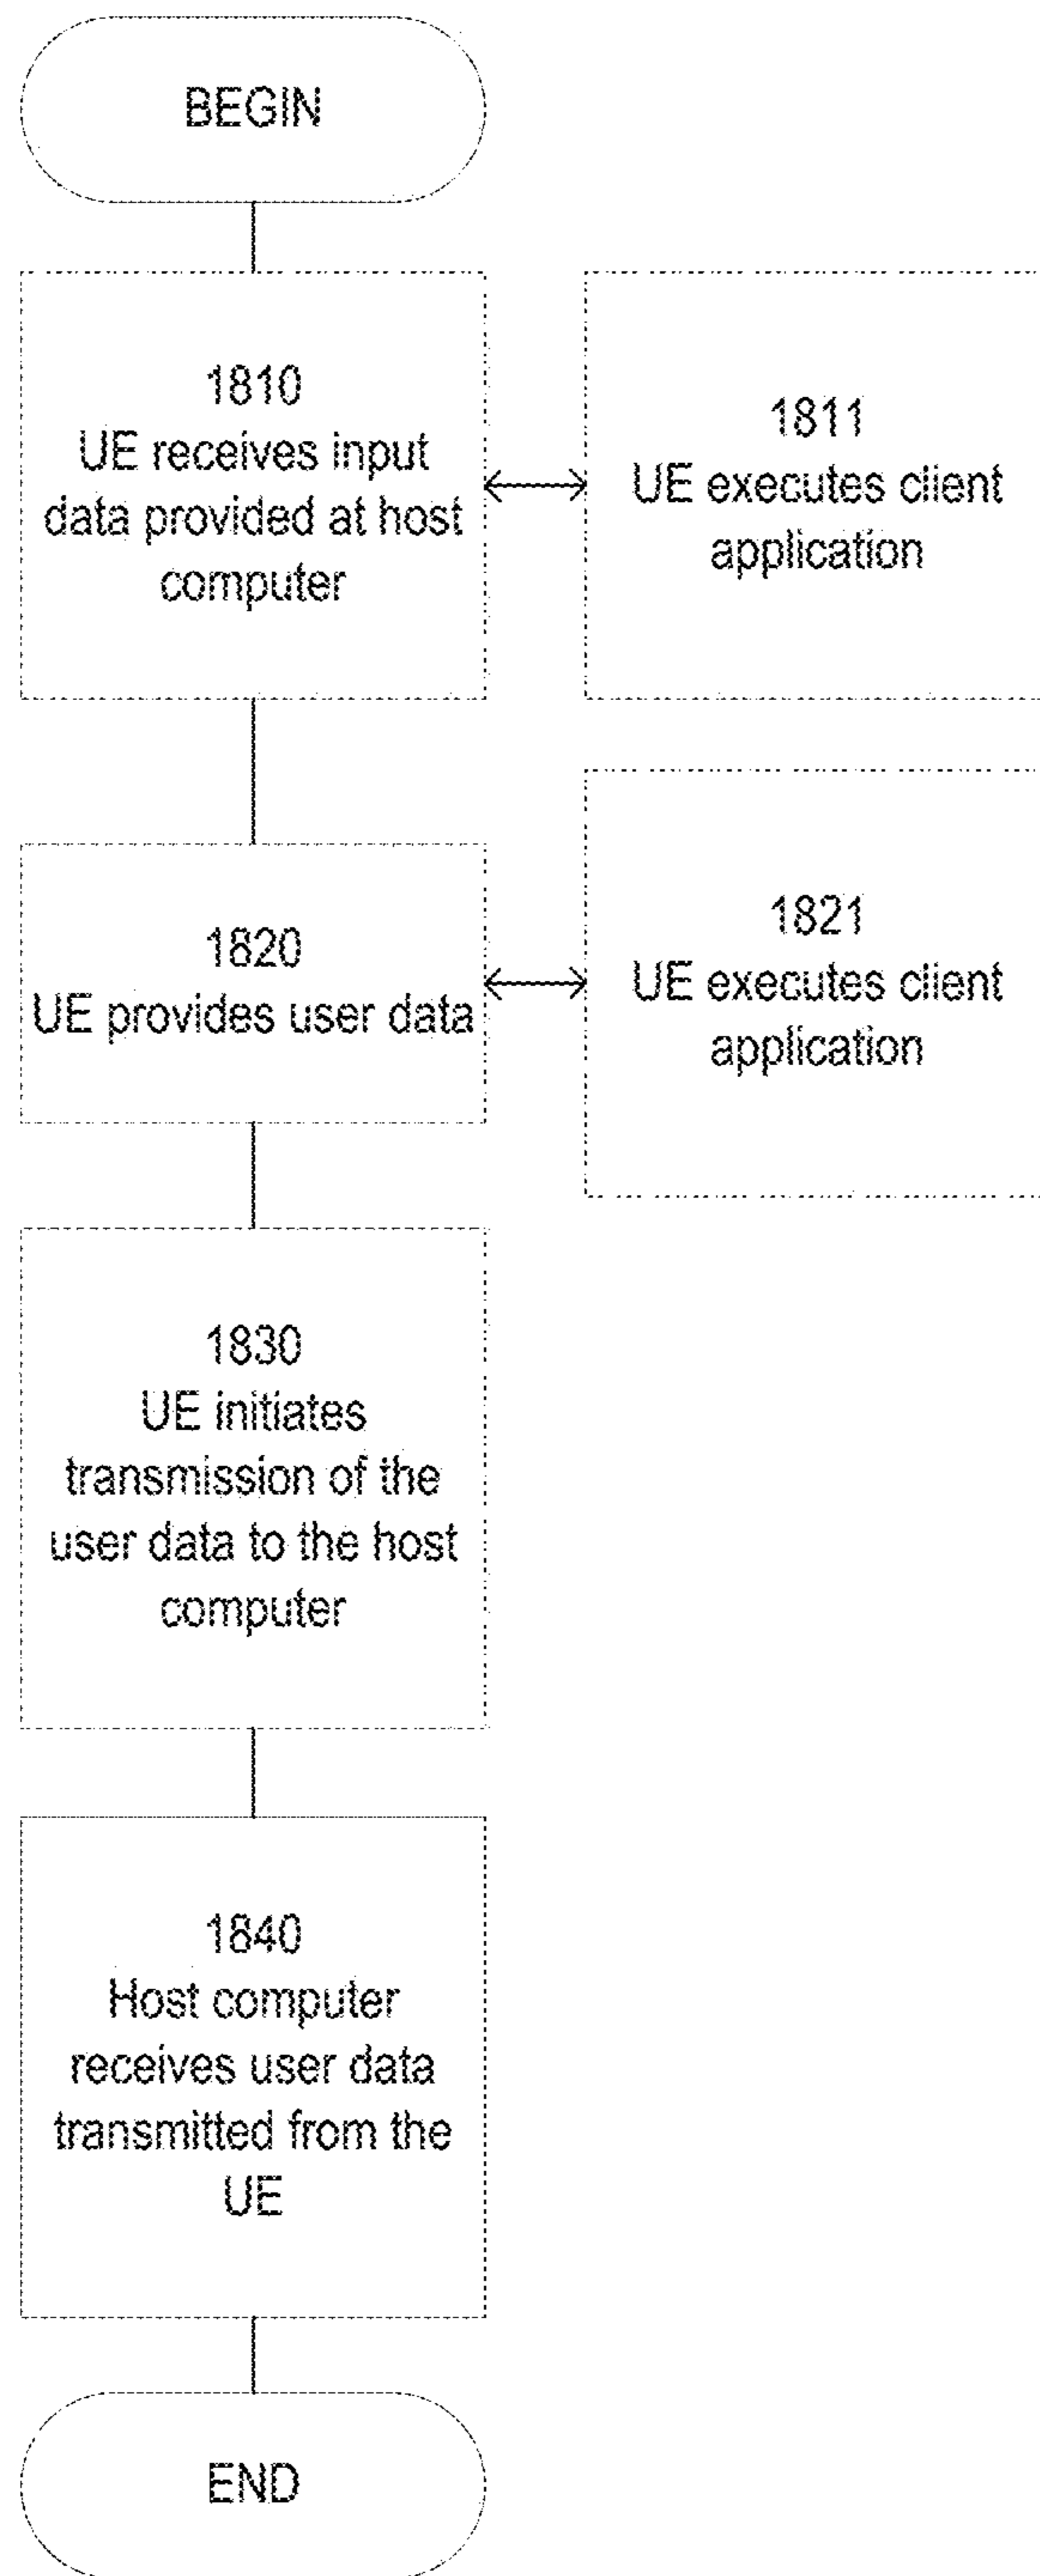 BEGIN
1810
UE receives input
data provided at host
computer
1811
UE executes client
application
1820
UE provides user data
1821
UE executes client
application
1830
UE initiates
transmission of the
user data to the host
computer
1840
Host computer
receives user data
transmitted from the
UE
END